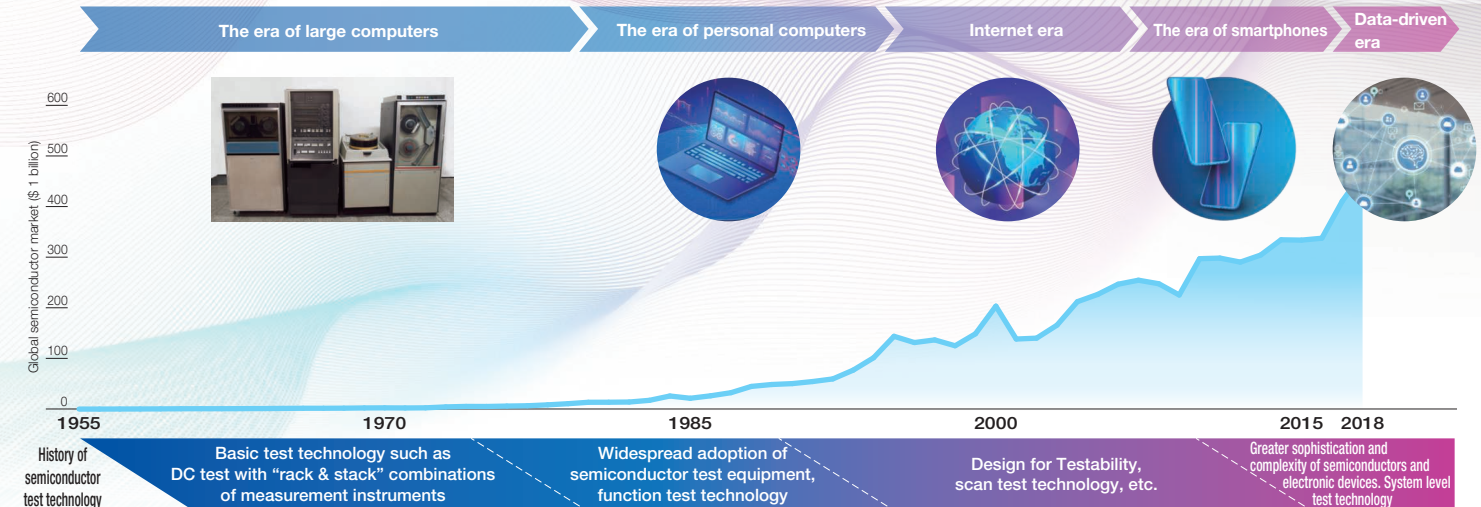 The era of large computers
The era of personal computers
Internet era
The era of smartphones
Data-driven
era
Global semiconductor market ($ 1 billion)
600
500
400
300
200
100
0
1955
1970
1985
2000
2015
2018
History of
semiconductor
test technology
Basic test technology such as
DC test with “rack & stack” combinations
of measurement instruments
Widespread adoption of
semiconductor test equipment,
function test technology
Design for Testability,
scan test technology, etc.
Greater sophistication and
complexity of semiconductors and
electronic devices. System level
test technology